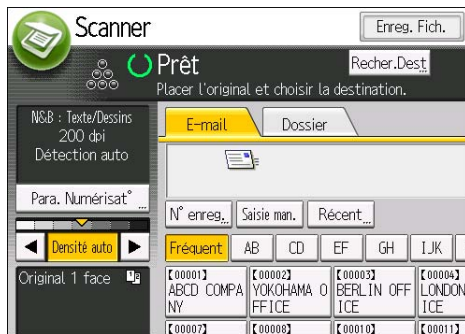 Scanner
Enreg. Fich.
Prêt
Recher.Dest
Placer l'original et choisir la destination.
N&B : Texte/Dessins
200 dpi
Détection auto
E-mail
Dossier
Para. Numérisat°...
N° enreg...
Saisie man.
Récent...
Densité auto
Fréquent
AB
CD
EF
GH
IJK
Original 1 face
[00001]
ABCD COMPA
NY
[00002]
YOKOHAMA O
FFICE
[00003]
BERLIN OFF
ICE
[00004]
LONDON
ICE
[00007]
[00008]
[00010]
[00011]